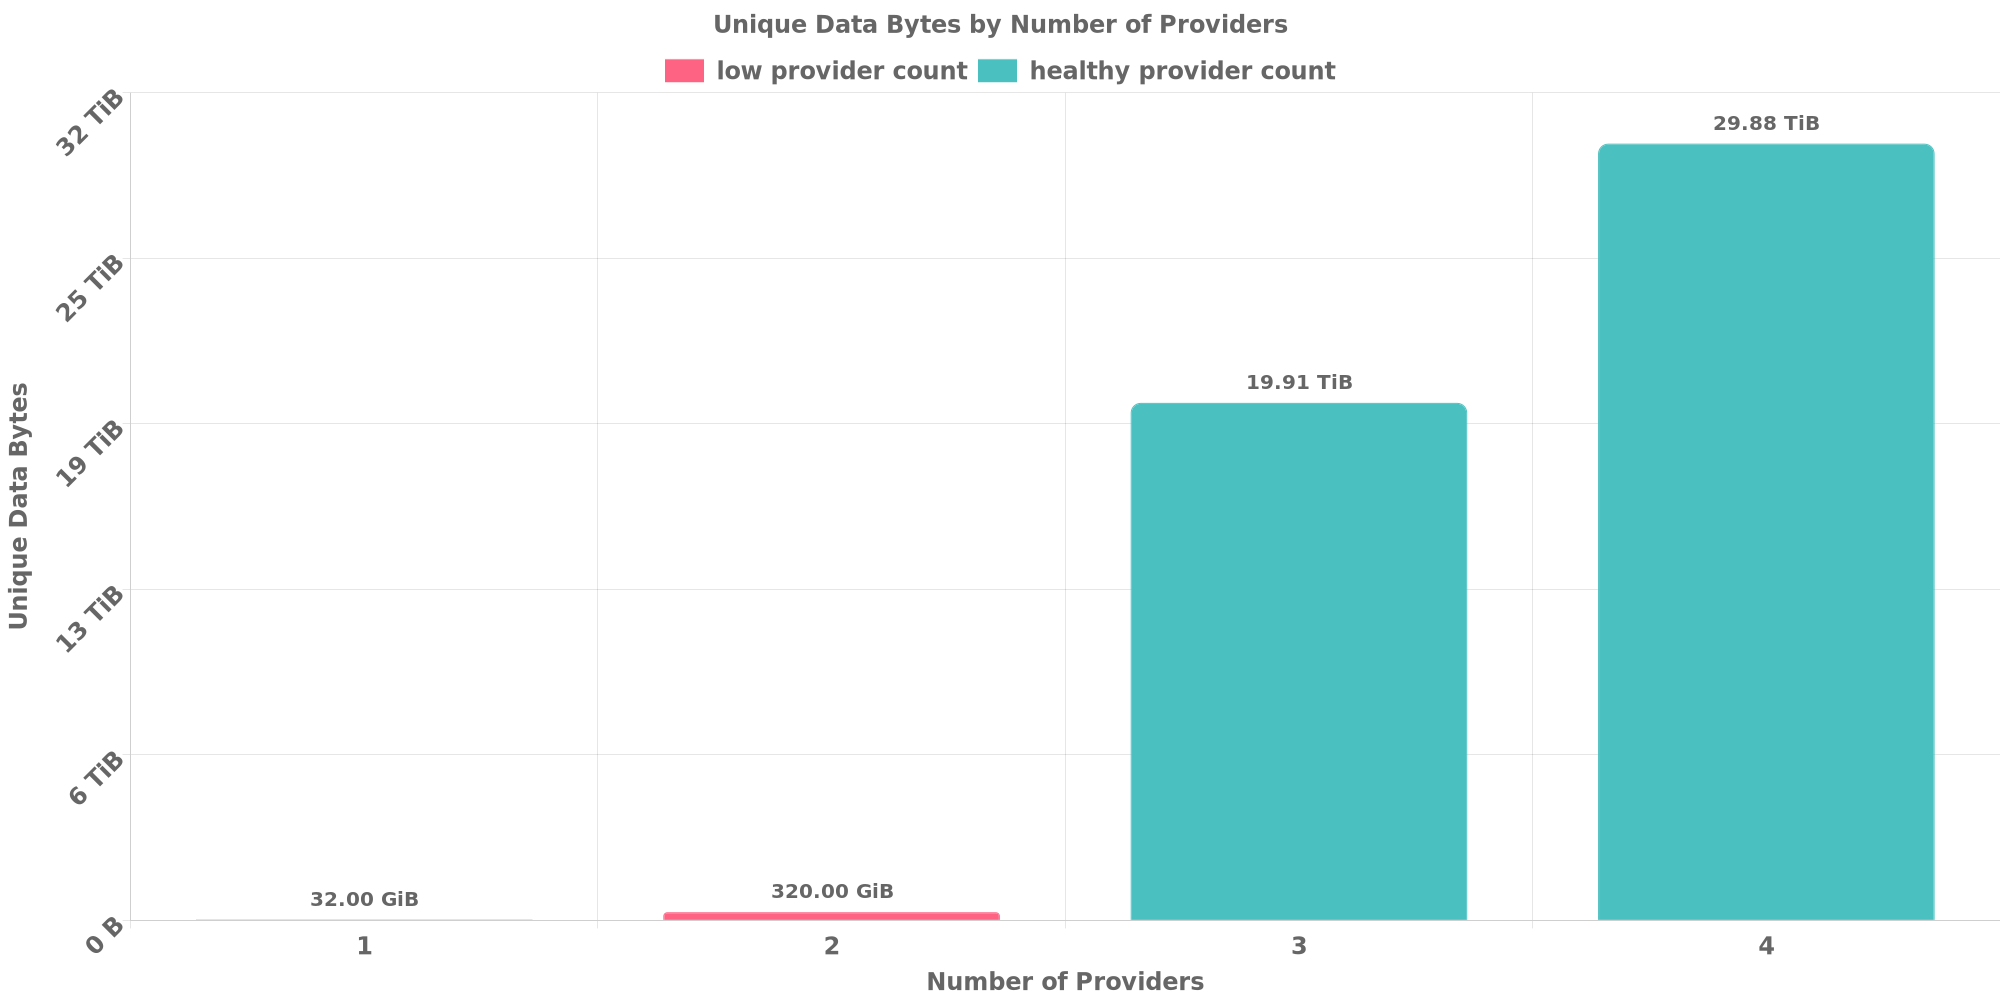 Unique Data Bytes by Number of Providers
low provider count healthy provider count
32 TiB
25 TiB
19 TiB
13 TiB
6 TiB
0 B
Unique Data Bytes
32.00 GiB
320.00 GiB
19.91 TiB
29.88 TiB
1 2 3 4
Number of Providers